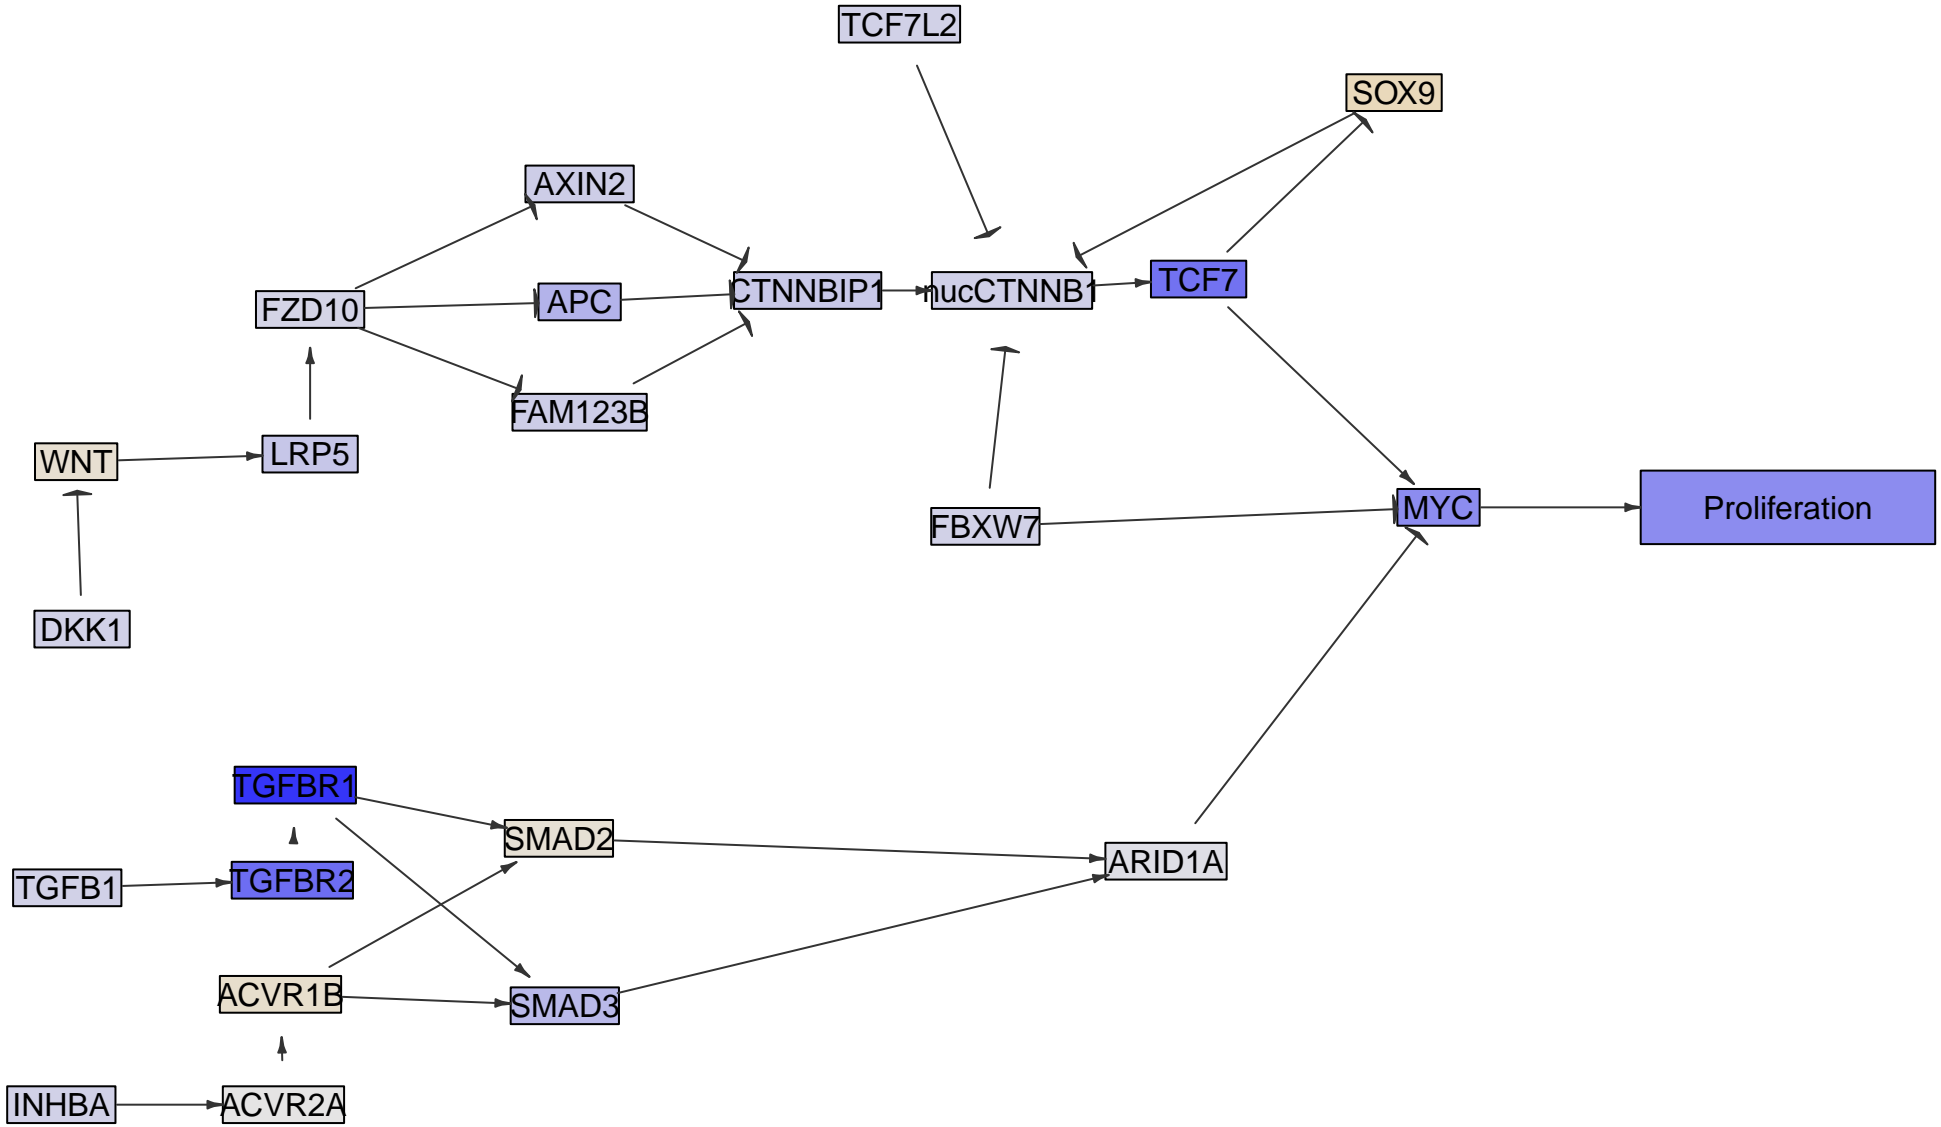 TCF7L2
SOX9
AXIN2
FZD10
APC
CTNNBIP1
nucCTNNB1
TCF7
FAM123B
WNT
LRP5
FBXW7
MYC
Proliferation
DKK1
TGFBR1
SMAD2
ARID1A
TGFB1
TGFBR2
ACVR1B
SMAD3
INHBA
ACVR2A